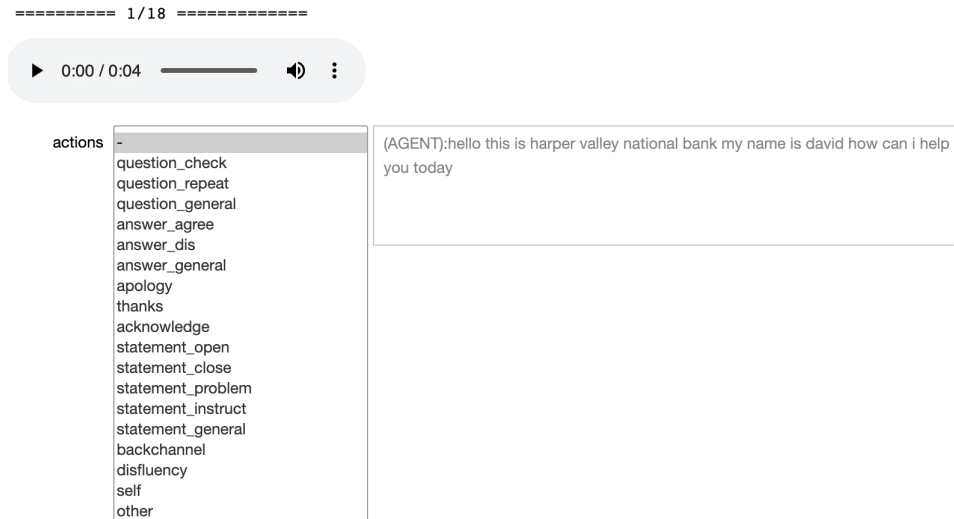 ========== 1/18 =============
0:00 / 0:04
actions
-
question_check
question_repeat
question_general
answer_agree
answer_dis
answer_general
apology
thanks
acknowledge
statement_open
statement_close
statement_problem
statement_instruct
statement_general
backchannel
disfluency
self
other
(AGENT):hello this is harper valley national bank my name is david how can i help
you today